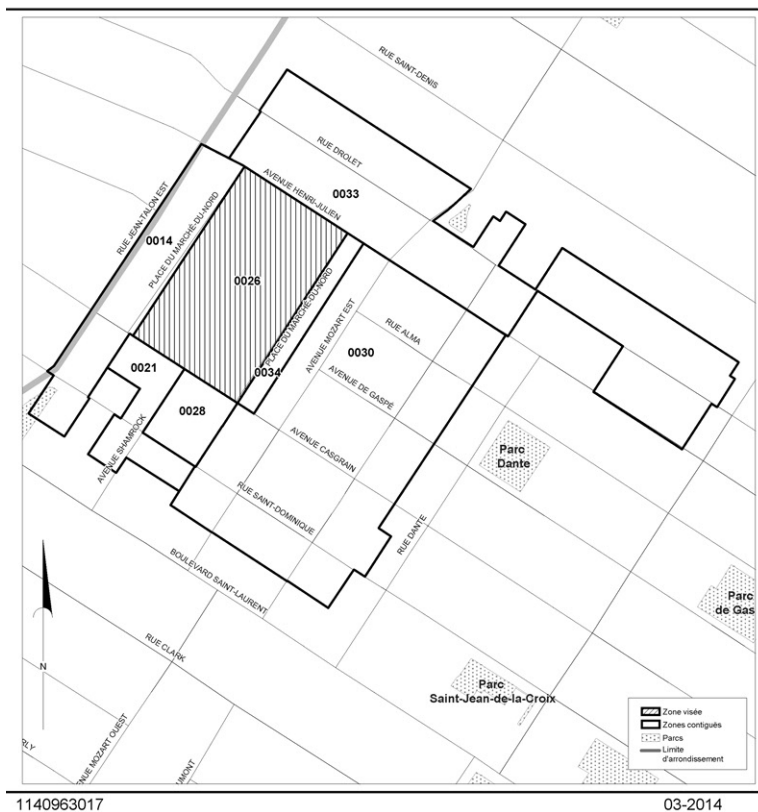 RUE SAINT-DENIS
RUE DROLET
AVENUE HENRI-JULIEN
0033
RUE JEAN-TALON EST
0014
PLACE DU MARCHÉ-DU-NORD
0026
PLACE DU MARCHÉ-DU-NORD
0034
AVENUE MOZART EST
RUE ALMA
0030
AVENUE DE GASPÉ
0021
0028
AVENUE SHAMROCK
AVENUE CASGRAIN
RUE SAINT-DOMINIQUE
Parc
Dante
RUE DANTE
BOULEVARD SAINT-LAURENT
RUE CLARK
Parc
de Gas
Parc
Saint-Jean-de-la-Croix
N
NUE MOZART OUEST
RLY
UMONT
Zone visée
Zones contiguës
Parcs
Limite
d'arrondissement
1140963017
03-2014